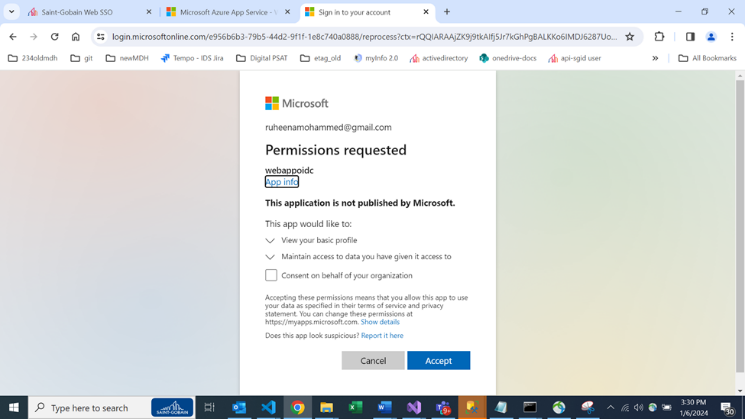 Saint-Gobain Web SSO
Microsoft Azure App Service - V
Sign in to your account
login.microsoftonline.com/e956b6b3-79b5-44d2-9f1f-1e8c740a0888/reprocess?ctx=
234oldmdh
git
newMDH
Tempo - IDS Jira
Digital PSAT
etag_old
myInfo 2.0
activedirectory
onedrive-docs
api-sgid user
»
All Bookmarks
Microsoft
ruheenamohammed@gmail.com
Permissions requested
webappoidc
App info
This application is not published by Microsoft.
This app would like to:
View your basic profile
Maintain access to data you have given it access to
Consent on behalf of your organization
Accepting these permissions means that you allow this app to use
your data as specified in their terms of service and privacy
statement. You can change these permissions at
https://myapps.microsoft.com. Show details
Does this app look suspicious? Report it here
Cancel
Accept
Type here to search
SAINT-GOBAIN
3:30 PM
1/6/2024
30